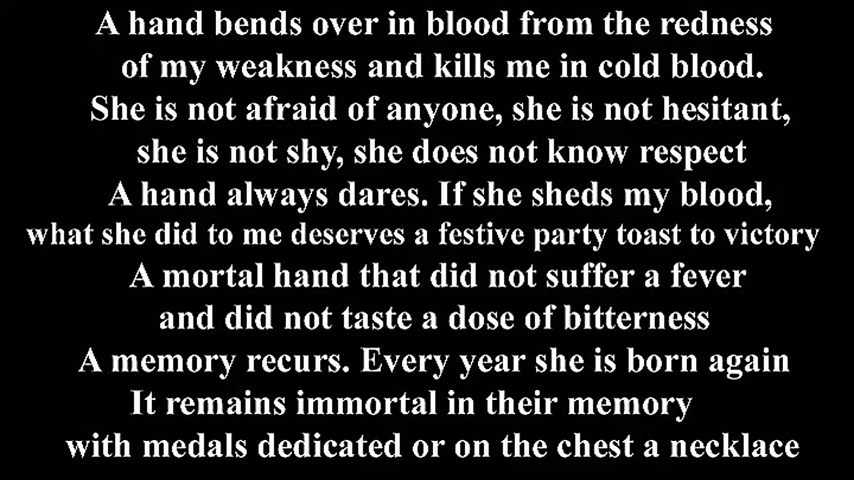 A hand bends over in blood from the redness
of my weakness and kills me in cold blood.
She is not afraid of anyone, she is not hesitant,
she is not shy, she does not know respect
A hand always dares. If she sheds my blood,
what she did to me deserves a festive party toast to victory
A mortal hand that did not suffer a fever
and did not taste a dose of bitterness
A memory recurs. Every year she is born again
It remains immortal in their memory
with medals dedicated or on the chest a necklace